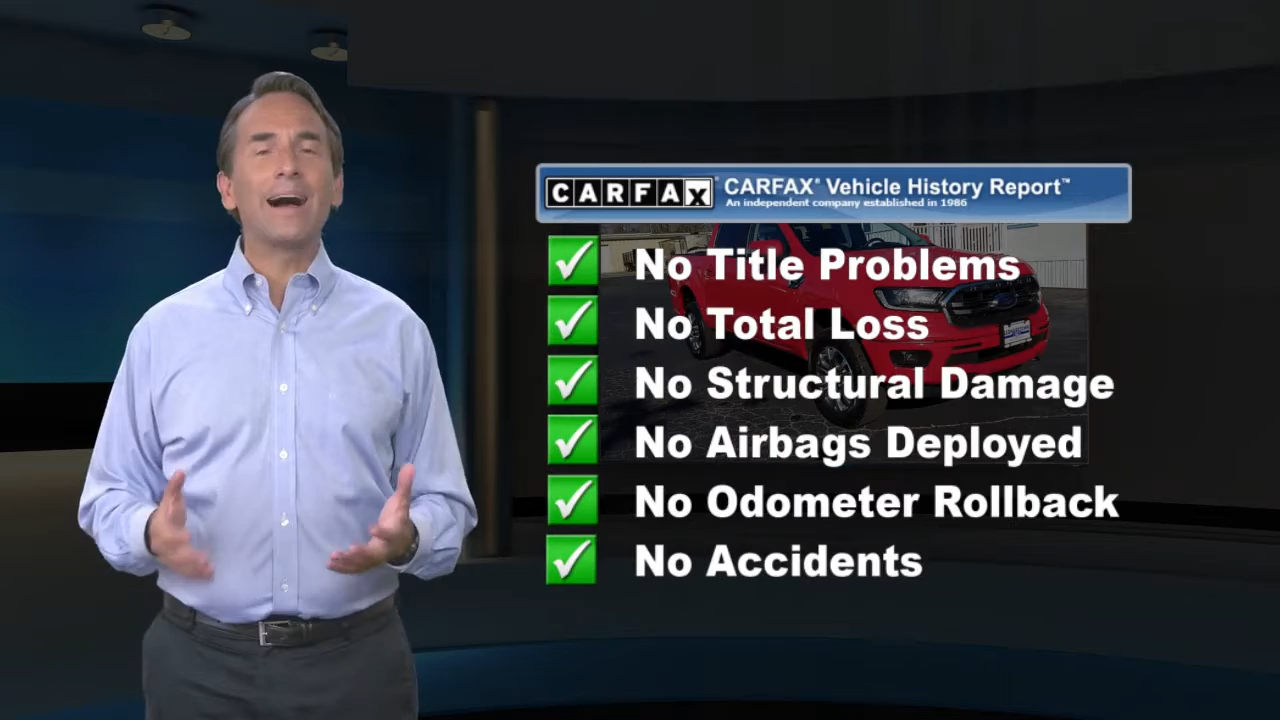 CARFAX
CARFAX® Vehicle History Report™
An independent company established in 1986
No Title Problems
No Total Loss
No Structural Damage
No Airbags Deployed
No Odometer Rollback
No Accidents